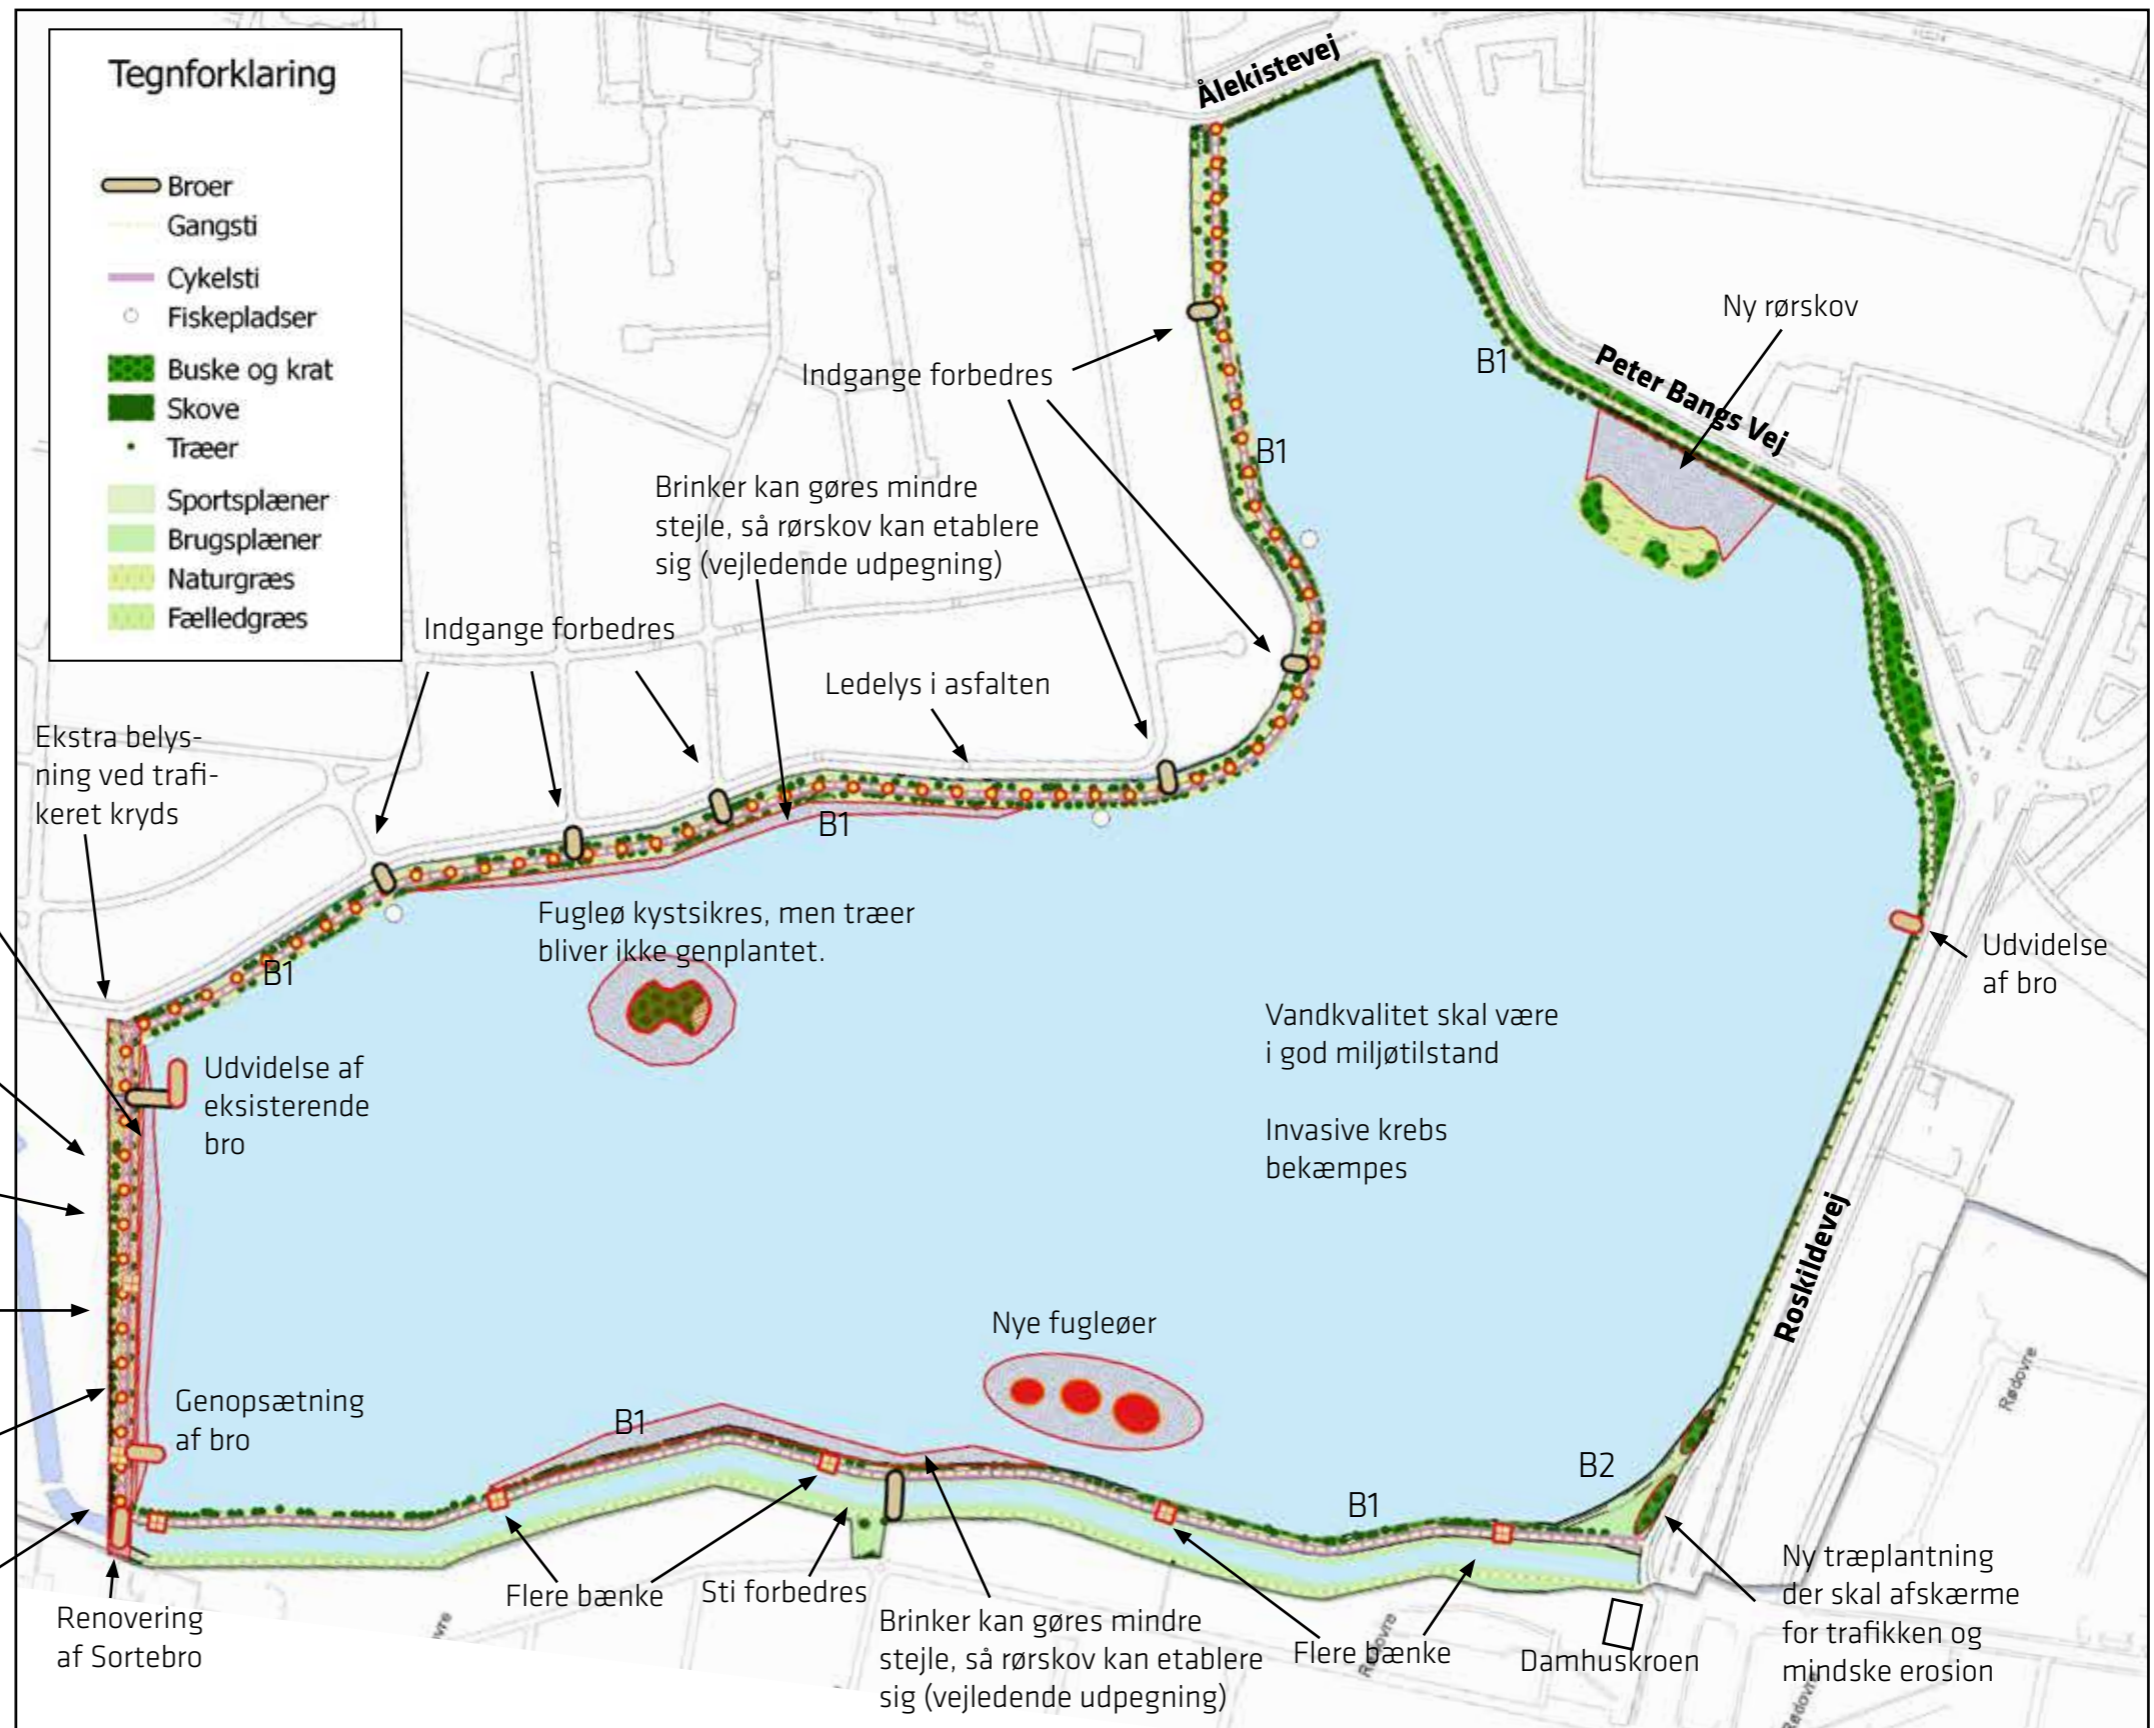 Tegnforklaring
Broer
Gangsti
Cykelsti
Fiskepladser
Buske og krat
Skove
Træer
Sportsplæner
Brugsplæner
Naturgræs
Fælledgræs
Ålekistevej
Ny rørskov
Peter Bangs Vej
B1
Indgange forbedres
B1
Brinker kan gøres mindre
stejle, så rørskov kan etablere
sig (vejledende udpegning)
Indgange forbedres
Ledelys i asfalten
Ekstra belys-
ning ved trafi-
keret kryds
B1
Fugleø kystsikres, men træer
bliver ikke genplantet.
B1
Udvidelse
af bro
Vandkvalitet skal være
i god miljøtilstand
Invasive krebs
bekæmpes
Udvidelse af
eksisterende
bro
Roskildevej
Nye fugleøer
Rødovre
Genopsætning
af bro
B1
B2
B1
Renovering
af Sortebro
Flere bænke
Sti forbedres
Brinker kan gøres mindre
stejle, så rørskov kan etablere
sig (vejledende udpegning)
Flere bænke
Rødovre
Damhuskroen
Ny træplantning
der skal afskærme
for trafikken og
mindske erosion
Rødovre